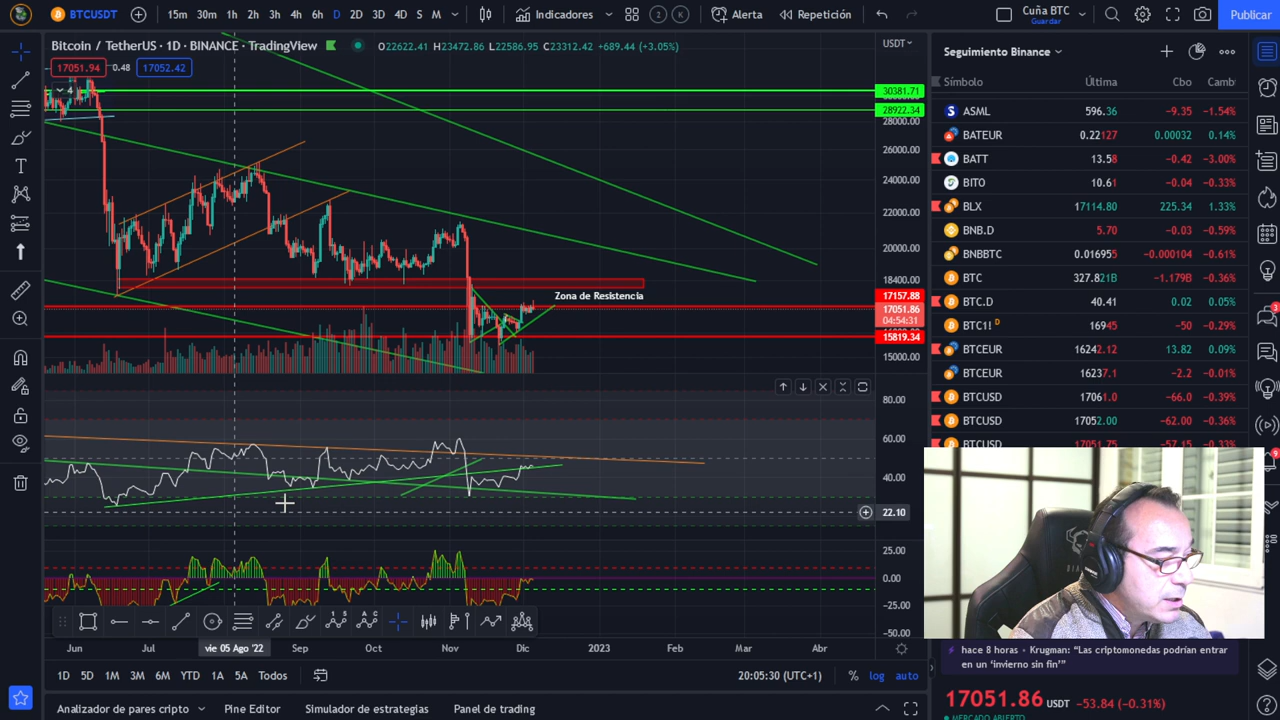 BTCUSDT
15m 30m 1h 2h 3h 4h 6h D 2D 3D 4D S M
Indicadores
2 K
Alerta
Repetición
Cuña BTC
Guardar
Publicar
Bitcoin / TetherUS · 1D · BINANCE · TradingView
O22622.41 H23472.86 L22586.95 C23312.42 +689.44 (+3.05%)
17051.94 0.48 17052.42
4
USDT
30381.71
28922.34
28000.00
26000.00
24000.00
22000.00
20000.00
18400.00
17157.88
17051.86
04:54:31
15819.34
15000.00
Zona de Resistencia
80.00
60.00
40.00
22.10
25.00
0.00
−25.00
−50.00
Jun Jul vie 05 Ago '22 Sep Oct Nov Dic 2023 Feb Mar Abr
1D 5D 1M 3M 6M YTD 1A 5A Todos
20:05:30 (UTC+1)
% log auto
Analizador de pares cripto
Pine Editor
Simulador de estrategias
Panel de trading
Seguimiento Binance
Símbolo Última Cbo Camb
ASML 596.36 −9.35 −1.54%
BATEUR 0.22127 0.00032 0.14%
BATT 13.58 −0.42 −3.00%
BITO 10.61 −0.04 −0.33%
BLX 17114.80 225.34 1.33%
BNB.D 5.70 −0.03 −0.59%
BNBBTC 0.016955 −0.000104 −0.61%
BTC 327.821B −1.179B −0.36%
BTC.D 40.41 0.02 0.05%
BTC1! D 16945 −50 −0.29%
BTCEUR 16242.12 13.82 0.09%
BTCEUR 16237.1 −2.2 −0.01%
BTCUSD 17061.0 −66.0 −0.39%
BTCUSD 17052.00 −62.00 −0.36%
BTCUSD 17051.75 −57.15 −0.33%
3
9
hace 8 horas · Krugman: “Las criptomonedas podrían entrar
en un ‘invierno sin fin’”
17051.86 USDT −53.84 (−0.31%)
MERCADO ABIERTO